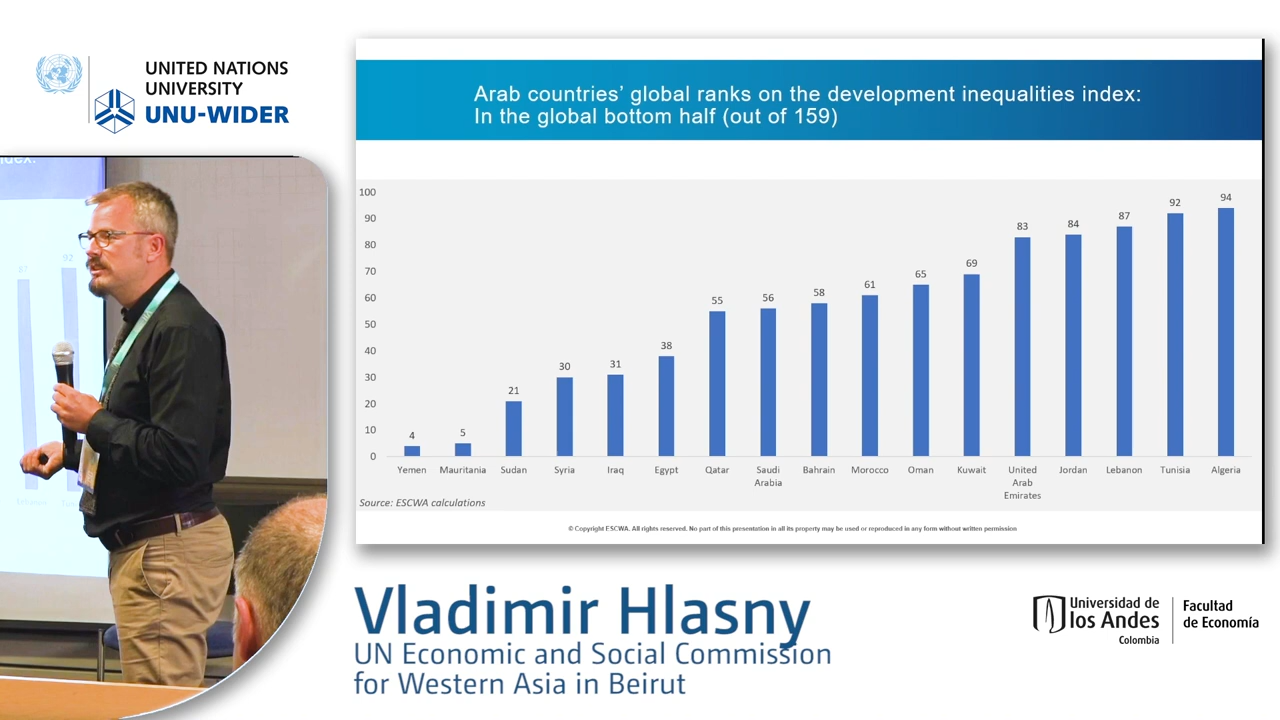 UNITED NATIONS
UNIVERSITY
UNU-WIDER
Arab countries’ global ranks on the development inequalities index:
In the global bottom half (out of 159)
100
90
80
70
60
50
40
30
20
10
0
4
5
21
30
31
38
55
56
58
61
65
69
83
84
87
92
94
Yemen
Mauritania
Sudan
Syria
Iraq
Egypt
Qatar
Saudi
Arabia
Bahrain
Morocco
Oman
Kuwait
United
Arab
Emirates
Jordan
Lebanon
Tunisia
Algeria
Source: ESCWA calculations
© Copyright ESCWA. All rights reserved. No part of this presentation in all its property may be used or reproduced in any form without written permission
index:
87
92
Vladimir Hlasny
UN Economic and Social Commission
for Western Asia in Beirut
Universidad de
los Andes
Colombia
Facultad
de Economía